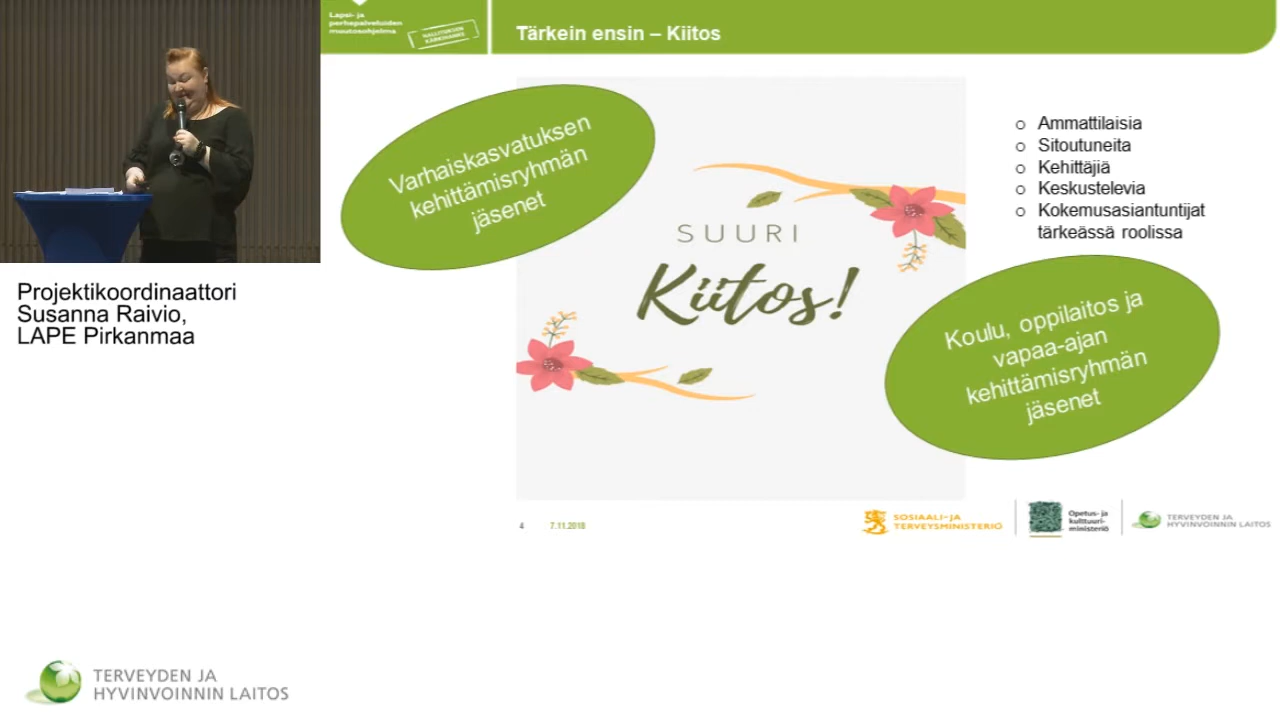 Lapsi- ja
perhepalveluiden
muutosohjelma
HALLITUKSEN
KÄRKIHANKE
Tärkein ensin – Kiitos
Varhaiskasvatuksen
kehittämisryhmän
jäsenet
SUURI
Kiitos!
o Ammattilaisia
o Sitoutuneita
o Kehittäjiä
o Keskustelevia
o Kokemusasiantuntijat
tärkeässä roolissa
Koulu, oppilaitos ja
vapaa-ajan
kehittämisryhmän
jäsenet
Projektikoordinaattori
Susanna Raivio,
LAPE Pirkanmaa
4 7.11.2018
SOSIAALI- JA
TERVEYSMINISTERIÖ
Opetus- ja
kulttuuri-
ministeriö
TERVEYDEN JA
HYVINVOINNIN LAITOS
TERVEYDEN JA
HYVINVOINNIN LAITOS